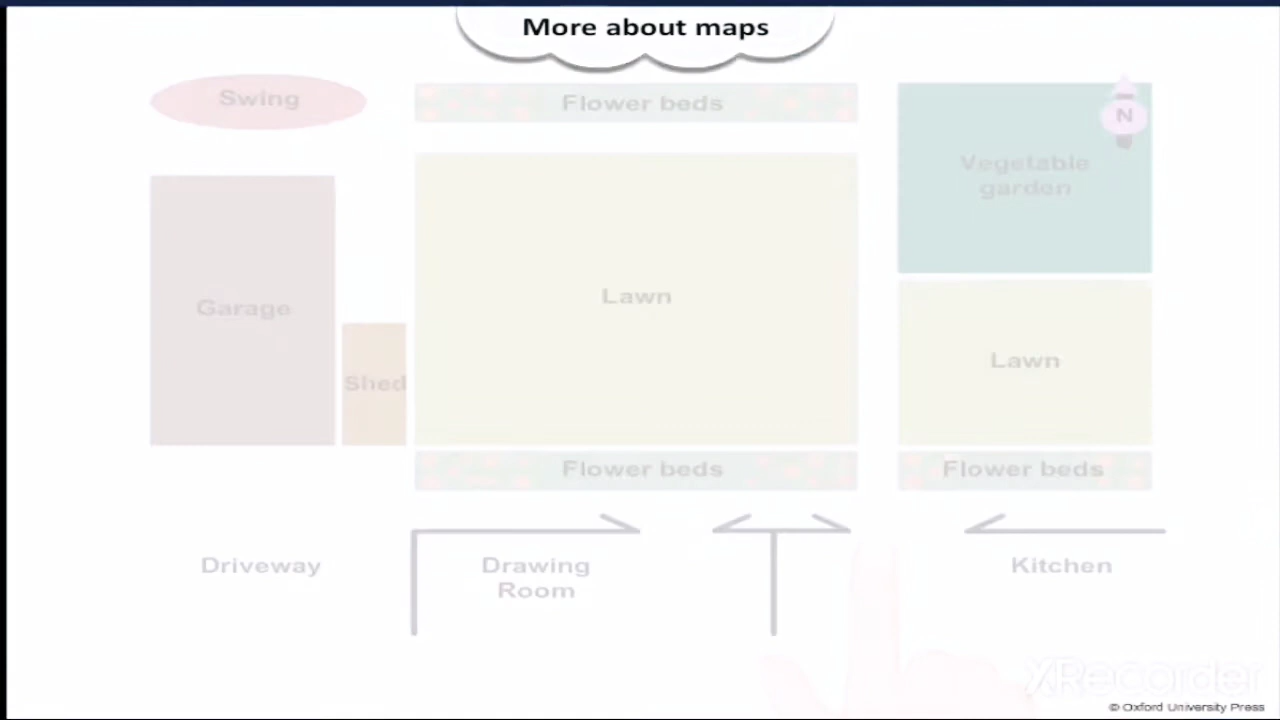 More about maps
Swing
Flower beds
N
Vegetable
garden
Garage
Lawn
Shed
Lawn
Flower beds
Flower beds
Driveway
Drawing
Room
Kitchen
XRecorder
© Oxford University Press